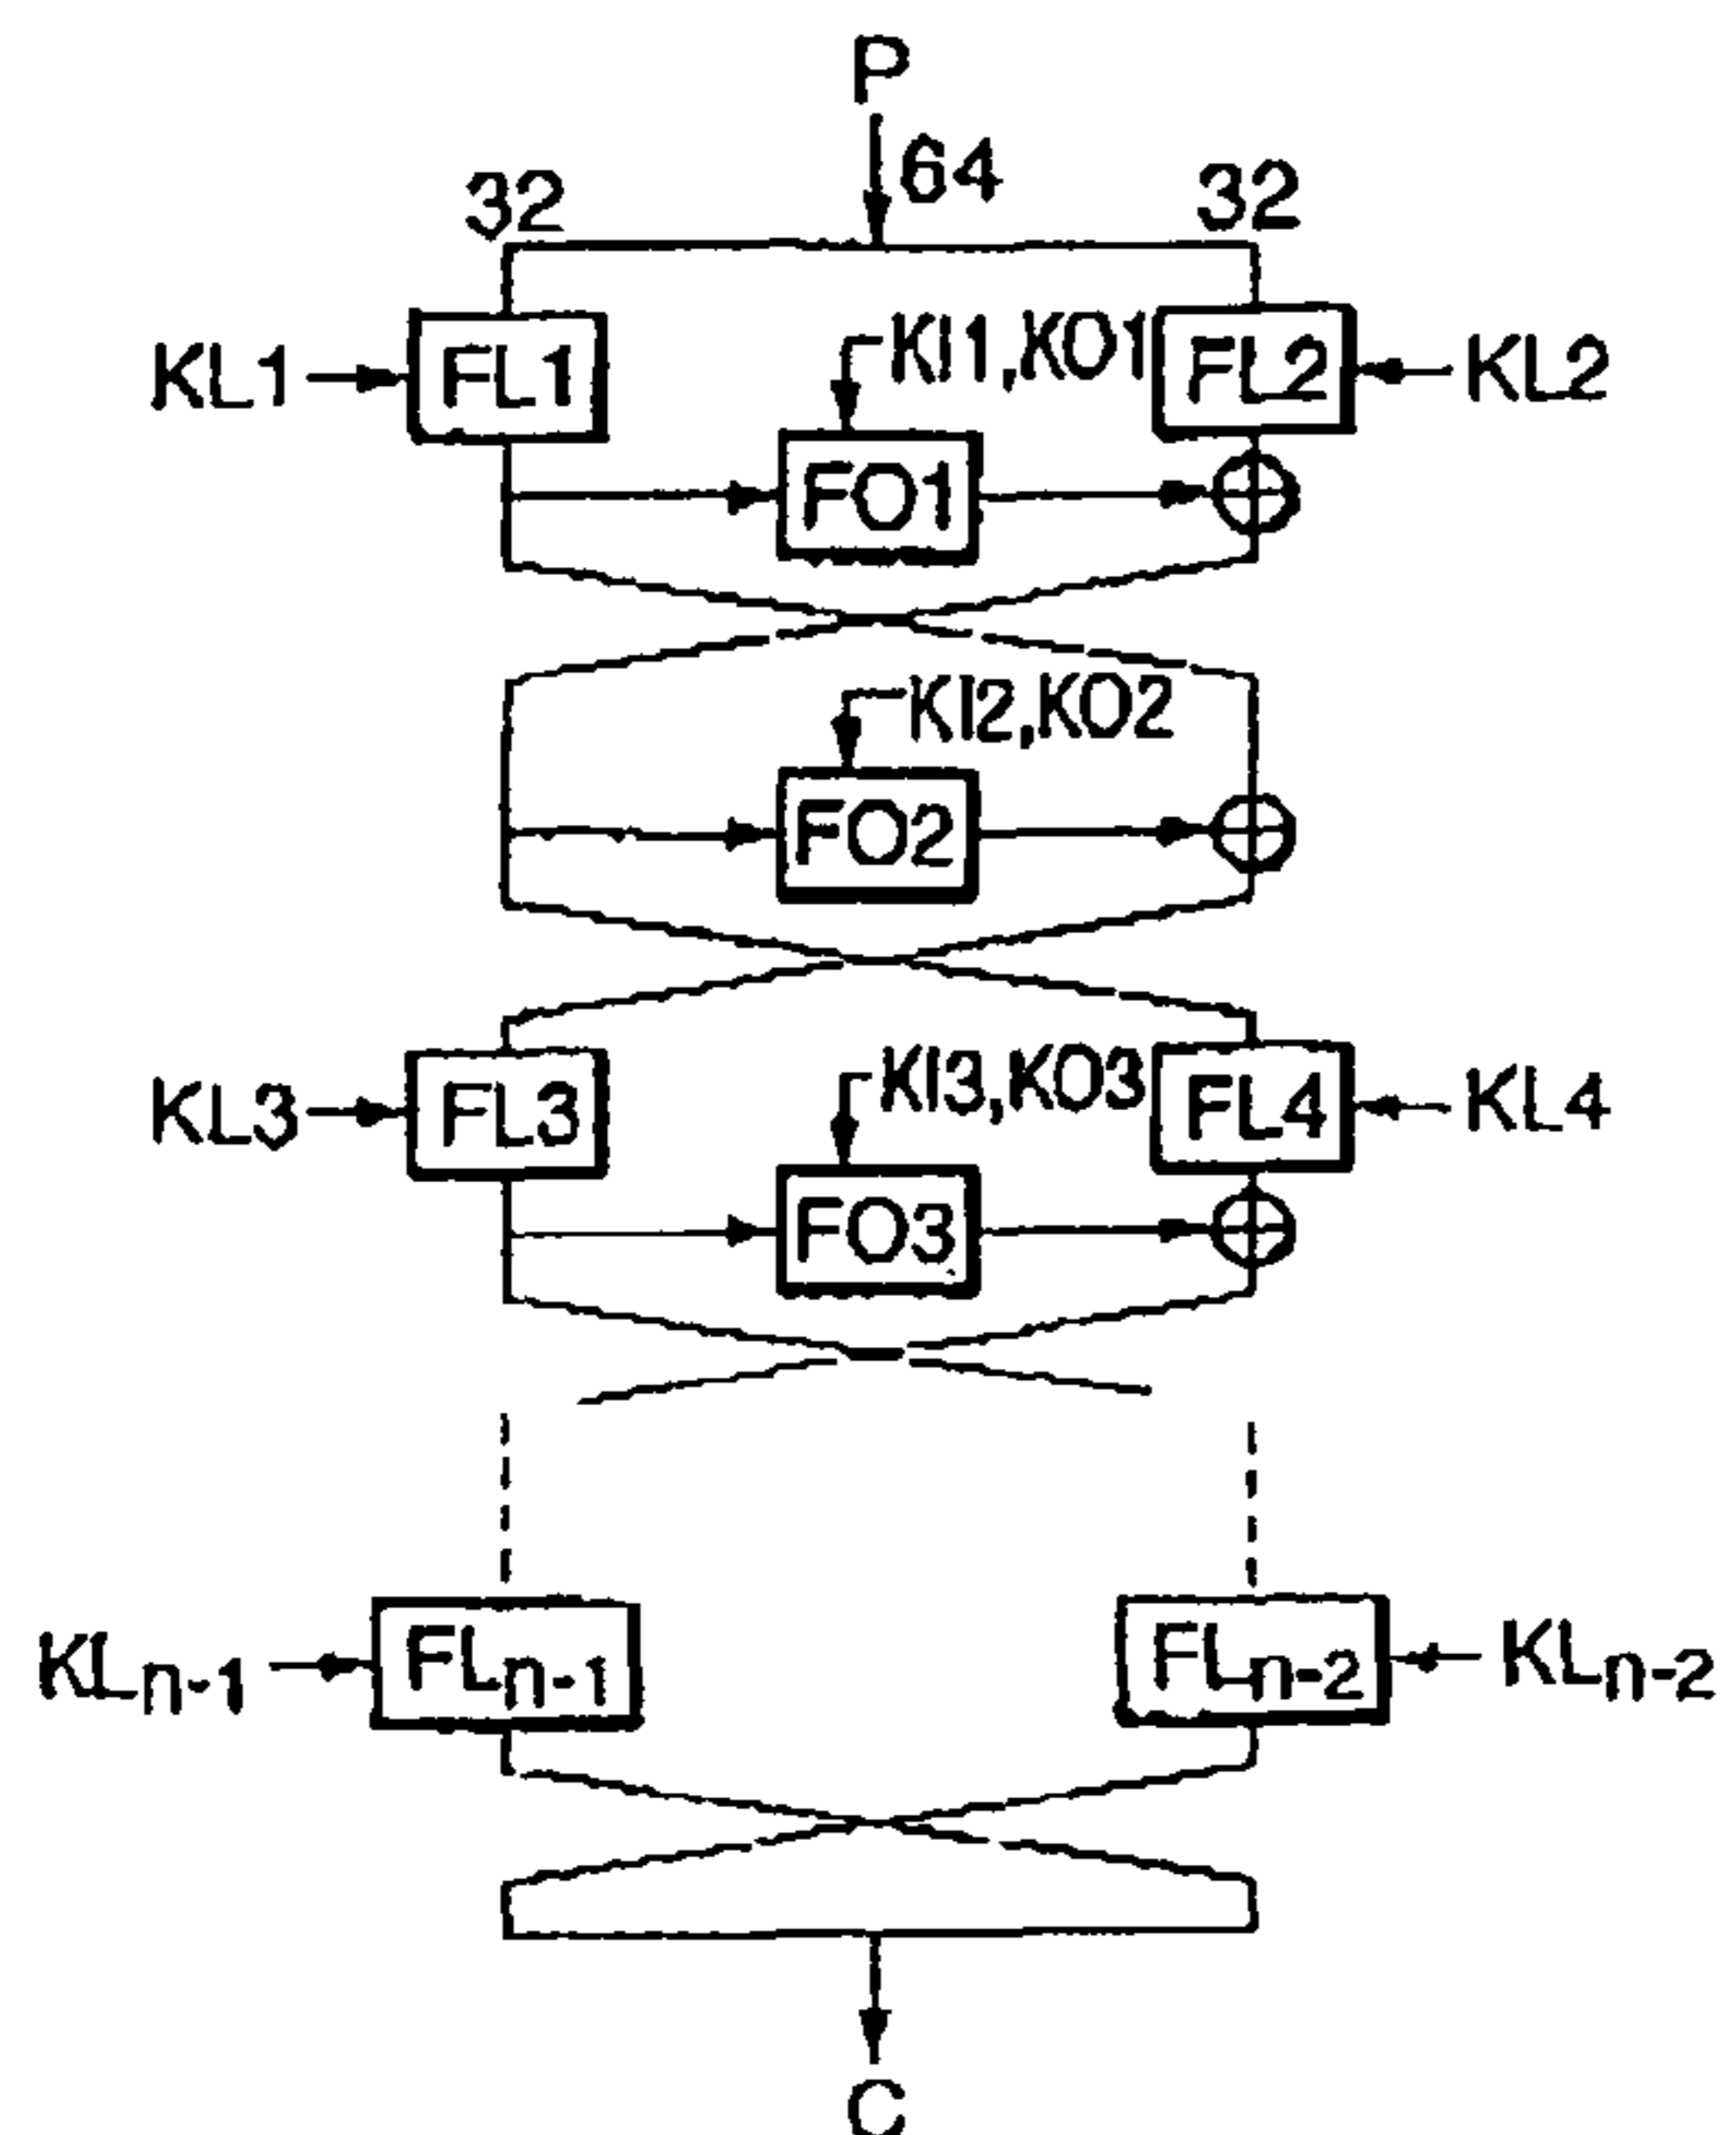 P
64
32
32
KL1
FL1
KI1,KO1
FL2
KL2
FO1
KI2,KO2
FO2
KL3
FL3
KI3,KO3
FL4
KL4
FO3
KLn-1
FLn-1
FLn-2
KLn-2
C